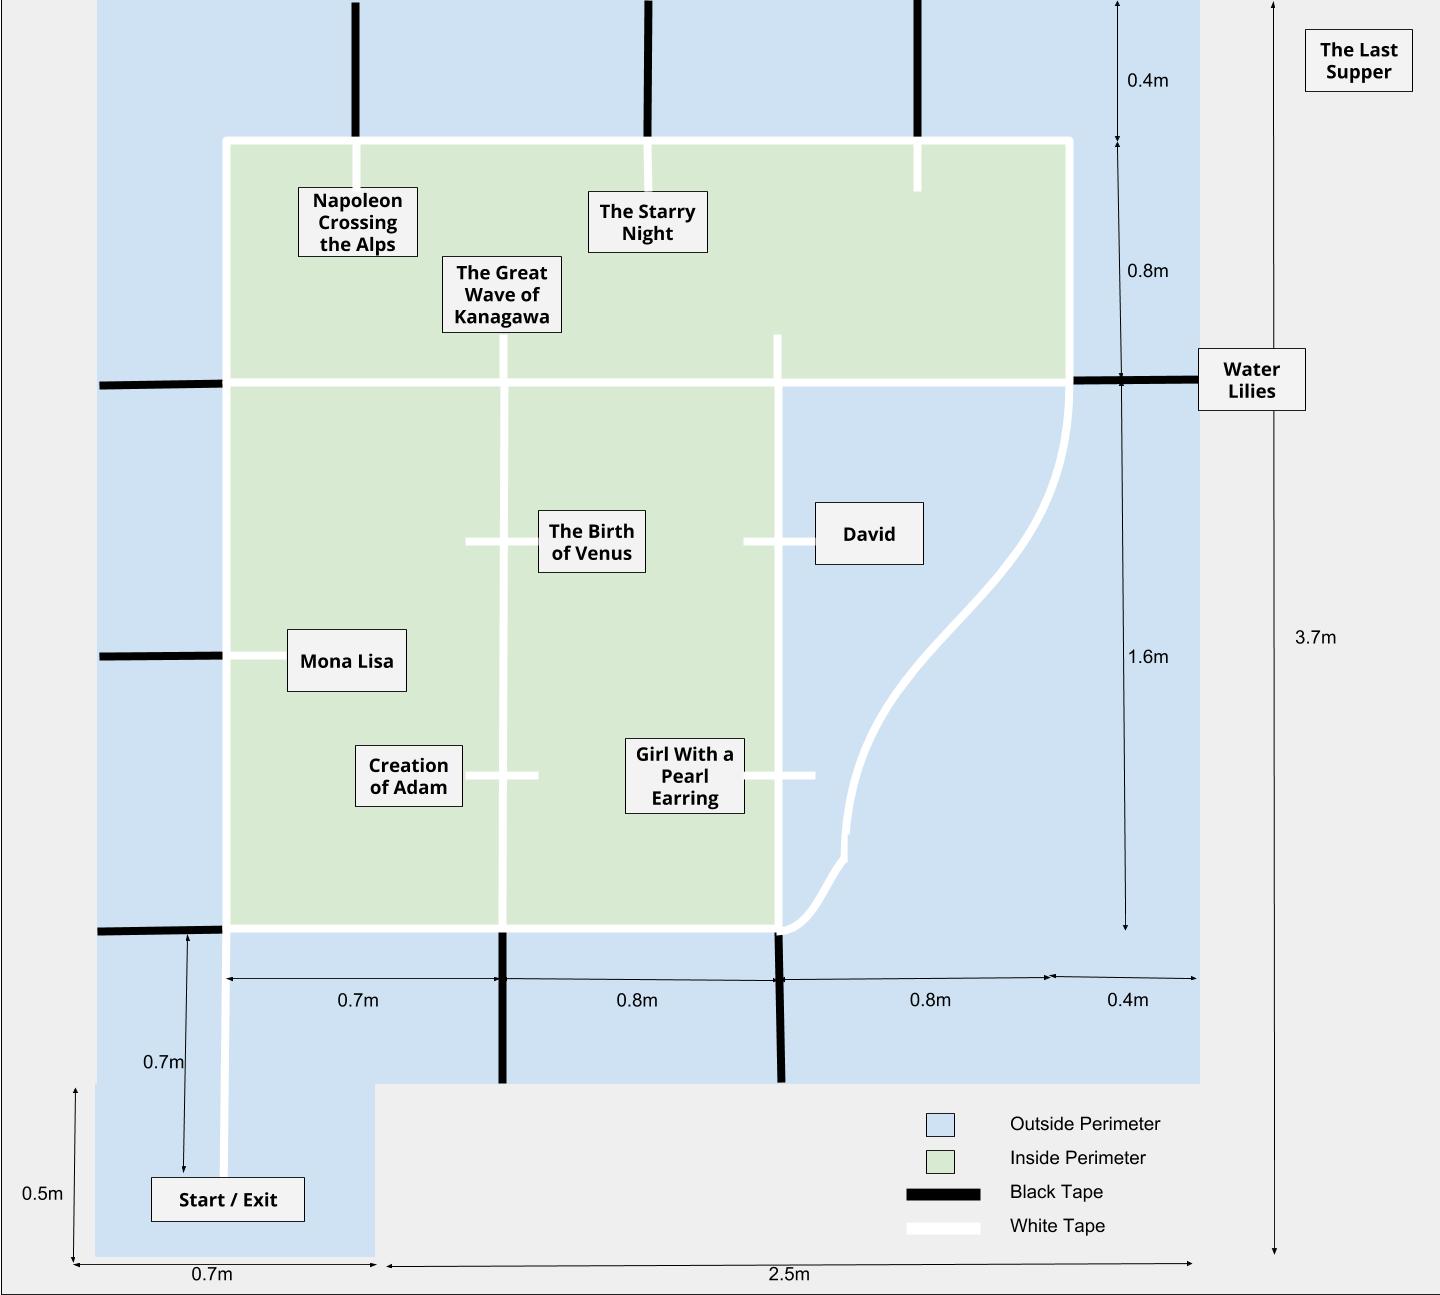 The Last
Supper
0.4m
Napoleon
Crossing
the Alps
The Starry
Night
The Great
Wave of
Kanagawa
0.8m
Water
Lilies
The Birth
of Venus
David
Mona Lisa
1.6m
3.7m
Creation
of Adam
Girl With a
Pearl
Earring
0.7m
0.8m
0.8m
0.4m
0.7m
Outside Perimeter
Inside Perimeter
Black Tape
White Tape
0.5m
Start / Exit
0.7m
2.5m